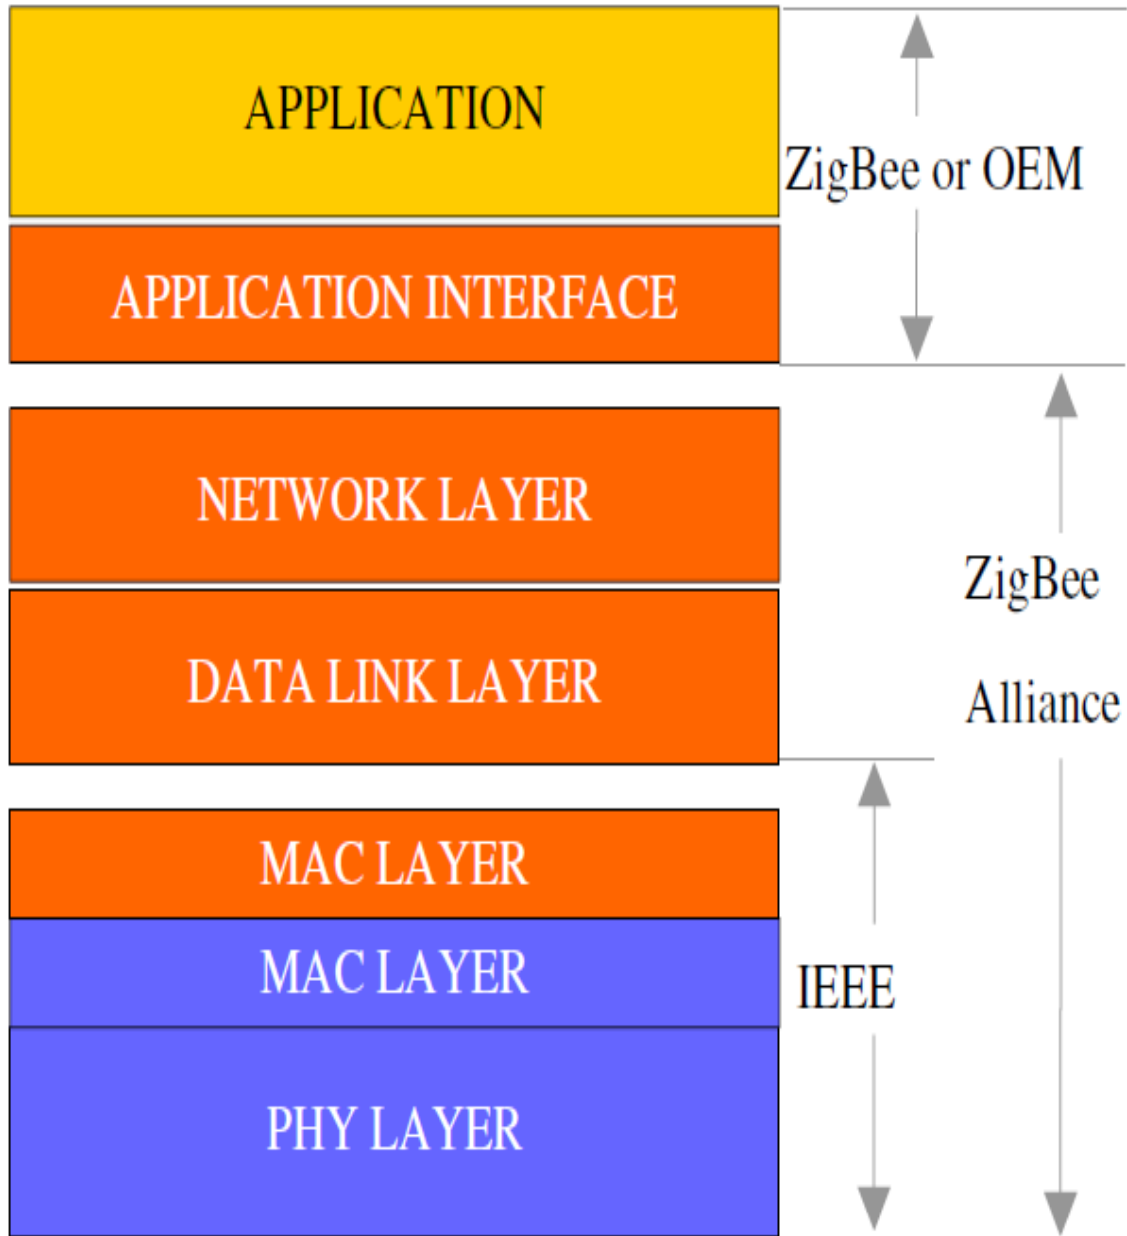 APPLICATION
ZigBee or OEM
APPLICATION INTERFACE
NETWORK LAYER
ZigBee
DATA LINK LAYER
Alliance
MAC LAYER
MAC LAYER
IEEE
PHY LAYER